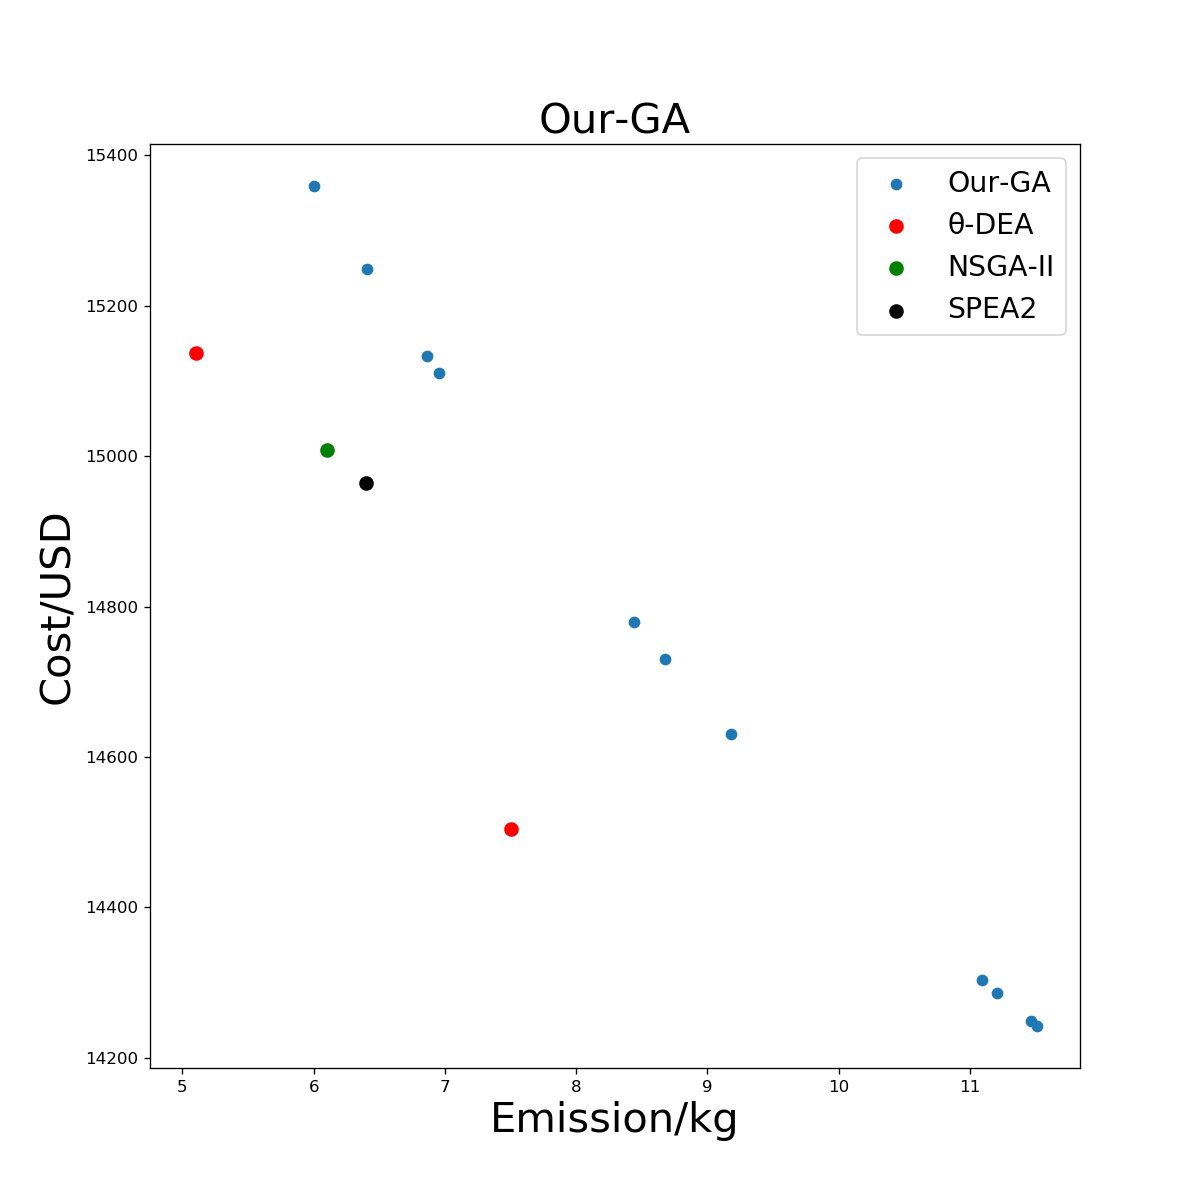 Our-GA
15400
15200
15000
14800
14600
14400
14200
Cost/USD
5 6 7 8 9 10 11
Emission/kg
Our-GA
θ-DEA
NSGA-II
SPEA2